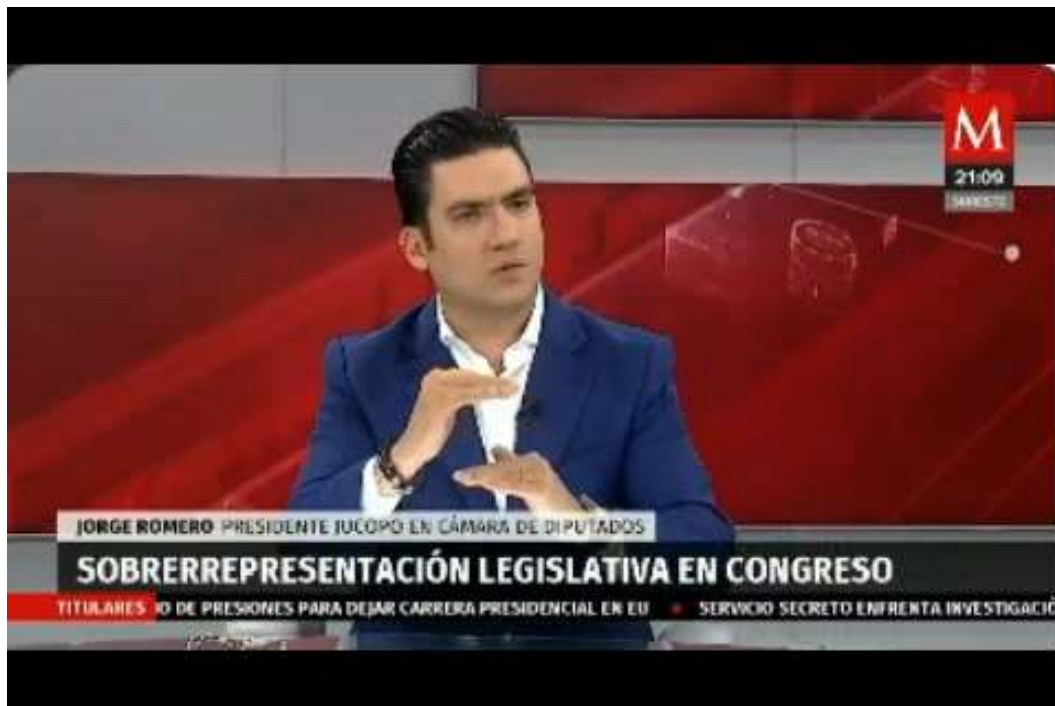 M
21:09
JORGE ROMERO PRESIDENTE JUCOPO EN CÁMARA DE DIPUTADOS
SOBRERREPRESENTACIÓN LEGISLATIVA EN CONGRESO
TITULARES O DE PRESIONES PARA DEJAR CARRERA PRESIDENCIAL EN EU • SERVICIO SECRETO ENFRENTA INVESTIGACIO